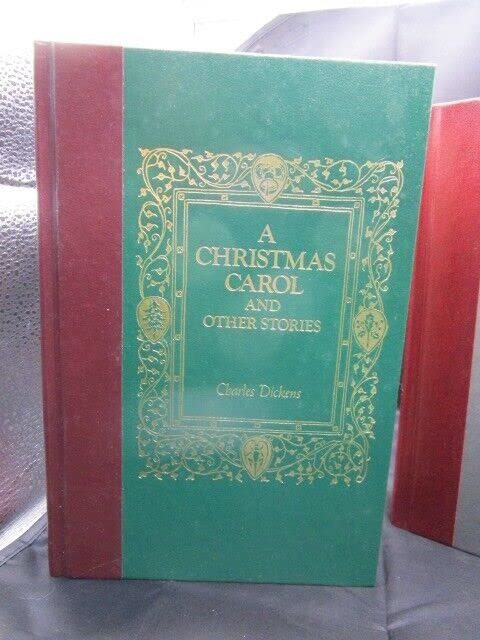 A
CHRISTMAS
CAROL
AND
OTHER STORIES
Charles Dickens